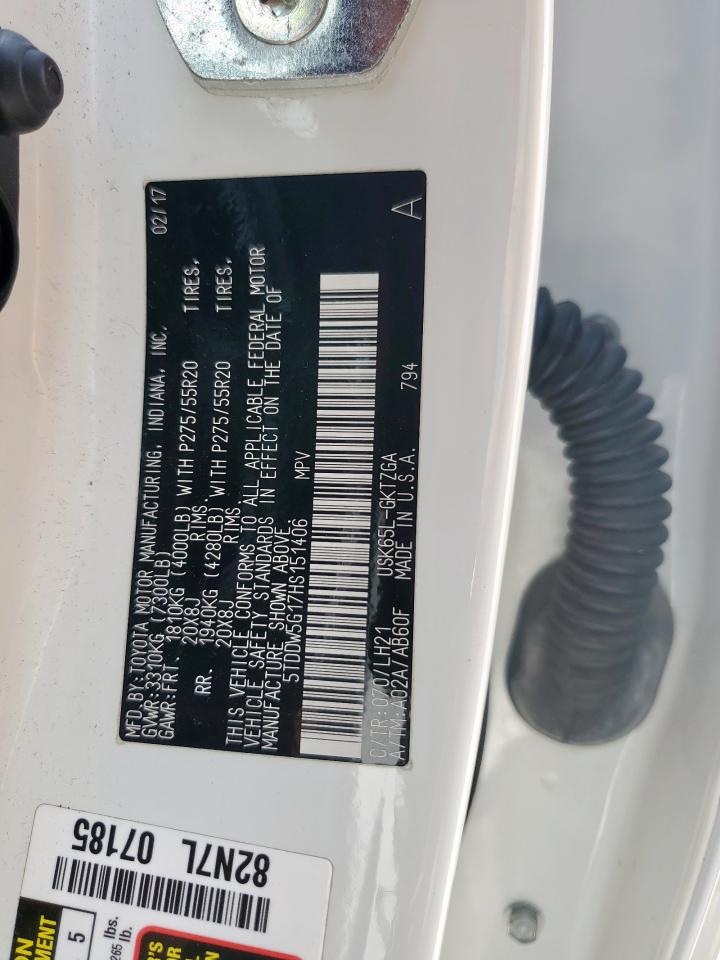 MFD.BY:TOYOTA MOTOR MANUFACTURING, INDIANA, INC. 02/17
GVWR:3310KG (7300LB)
GAWR:FRT. 1810KG (4000LB) WITH P275/55R20 TIRES,
20X8J RIMS,
RR. 1940KG (4280LB) WITH P275/55R20 TIRES,
20X8J RIMS.
THIS VEHICLE CONFORMS TO ALL APPLICABLE FEDERAL MOTOR
VEHICLE SAFETY STANDARDS IN EFFECT ON THE DATE OF
MANUFACTURE SHOWN ABOVE.
5TDDW5G17HS151406 MPV
C/TR:070/LH21 USK65L-GKTZGA
A/TM:A02A/AB60F MADE IN U.S.A. 794 A
82N7L 07185
5
lbs.
265 lb.